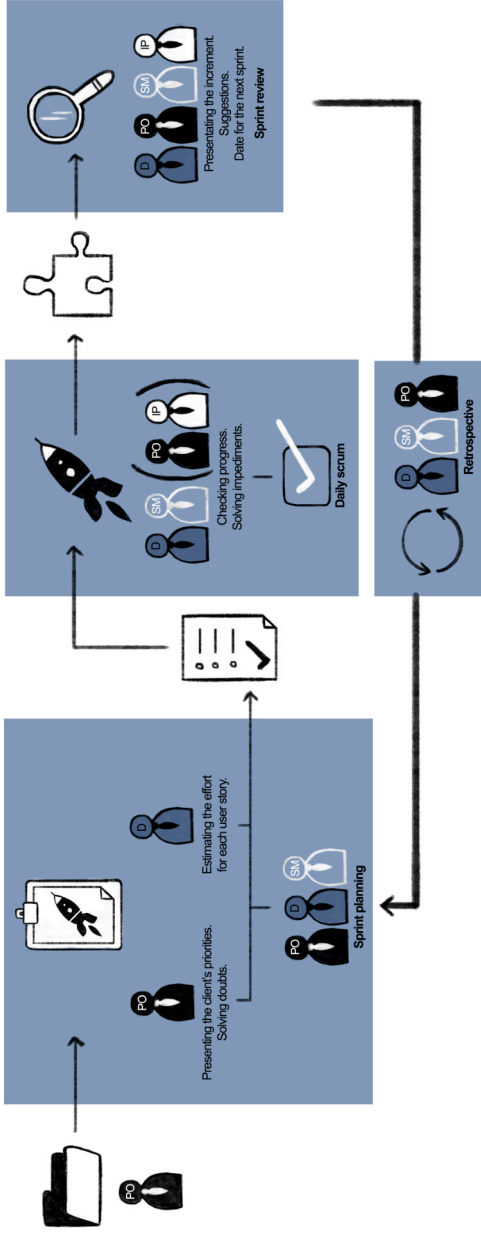 PO
PO
Presenting the client's priorities.
Solving doubts.
D
Estimating the effort
for each user story.
PO
D
SM
Sprint planning
D
SM
PO
IP
Checking progress.
Solving impediments.
Daily scrum
D
PO
SM
IP
Presentating the increment.
Suggestions.
Date for the next sprint.
Sprint review
D
SM
PO
Retrospective